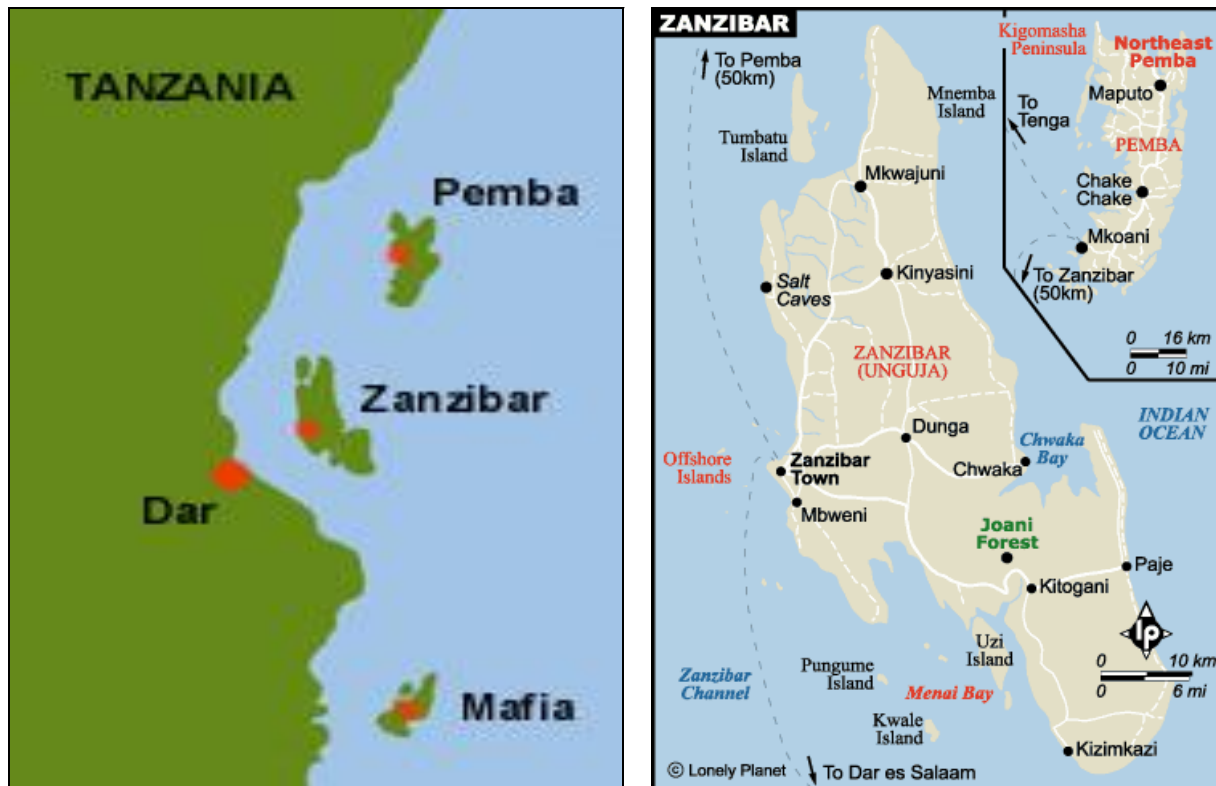 TANZANIA
Pemba
Zanzibar
Dar
Mafia
ZANZIBAR
To Pemba
(50km)
Tumbatu
Island
Mnemba
Island
Kigomasha
Peninsula
Northeast
Pemba
Maputo
To
Tenga
PEMBA
Chake
Chake
Mkoani
To Zanzibar
(50km)
0 16 km
0 10 mi
Mkwajuni
Kinyasini
Salt
Caves
ZANZIBAR
(UNGUJA)
INDIAN
OCEAN
Dunga
Chwaka
Bay
Chwaka
Offshore
Islands
Zanzibar
Town
Mbweni
Joani
Forest
Paje
Kitogani
lp
Uzi
Island
0 10 km
0 6 mi
Pungume
Island
Zanzibar
Channel
Menai Bay
Kwale
Island
Kizimkazi
© Lonely Planet
To Dar es Salaam